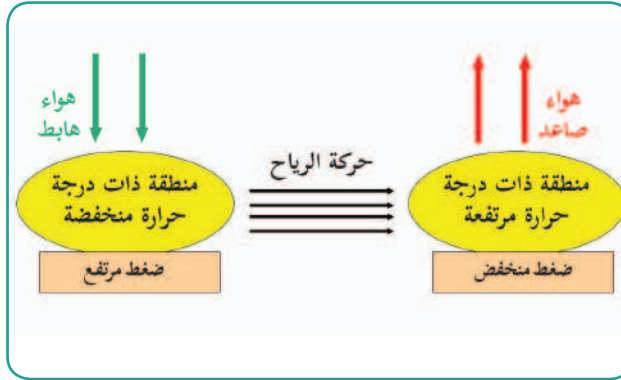 هواء
صاعد
هواء
هابط
حركة الرياح
منطقة ذات درجة
حرارة مرتفعة
منطقة ذات درجة
حرارة منخفضة
ضغط منخفض
ضغط مرتفع